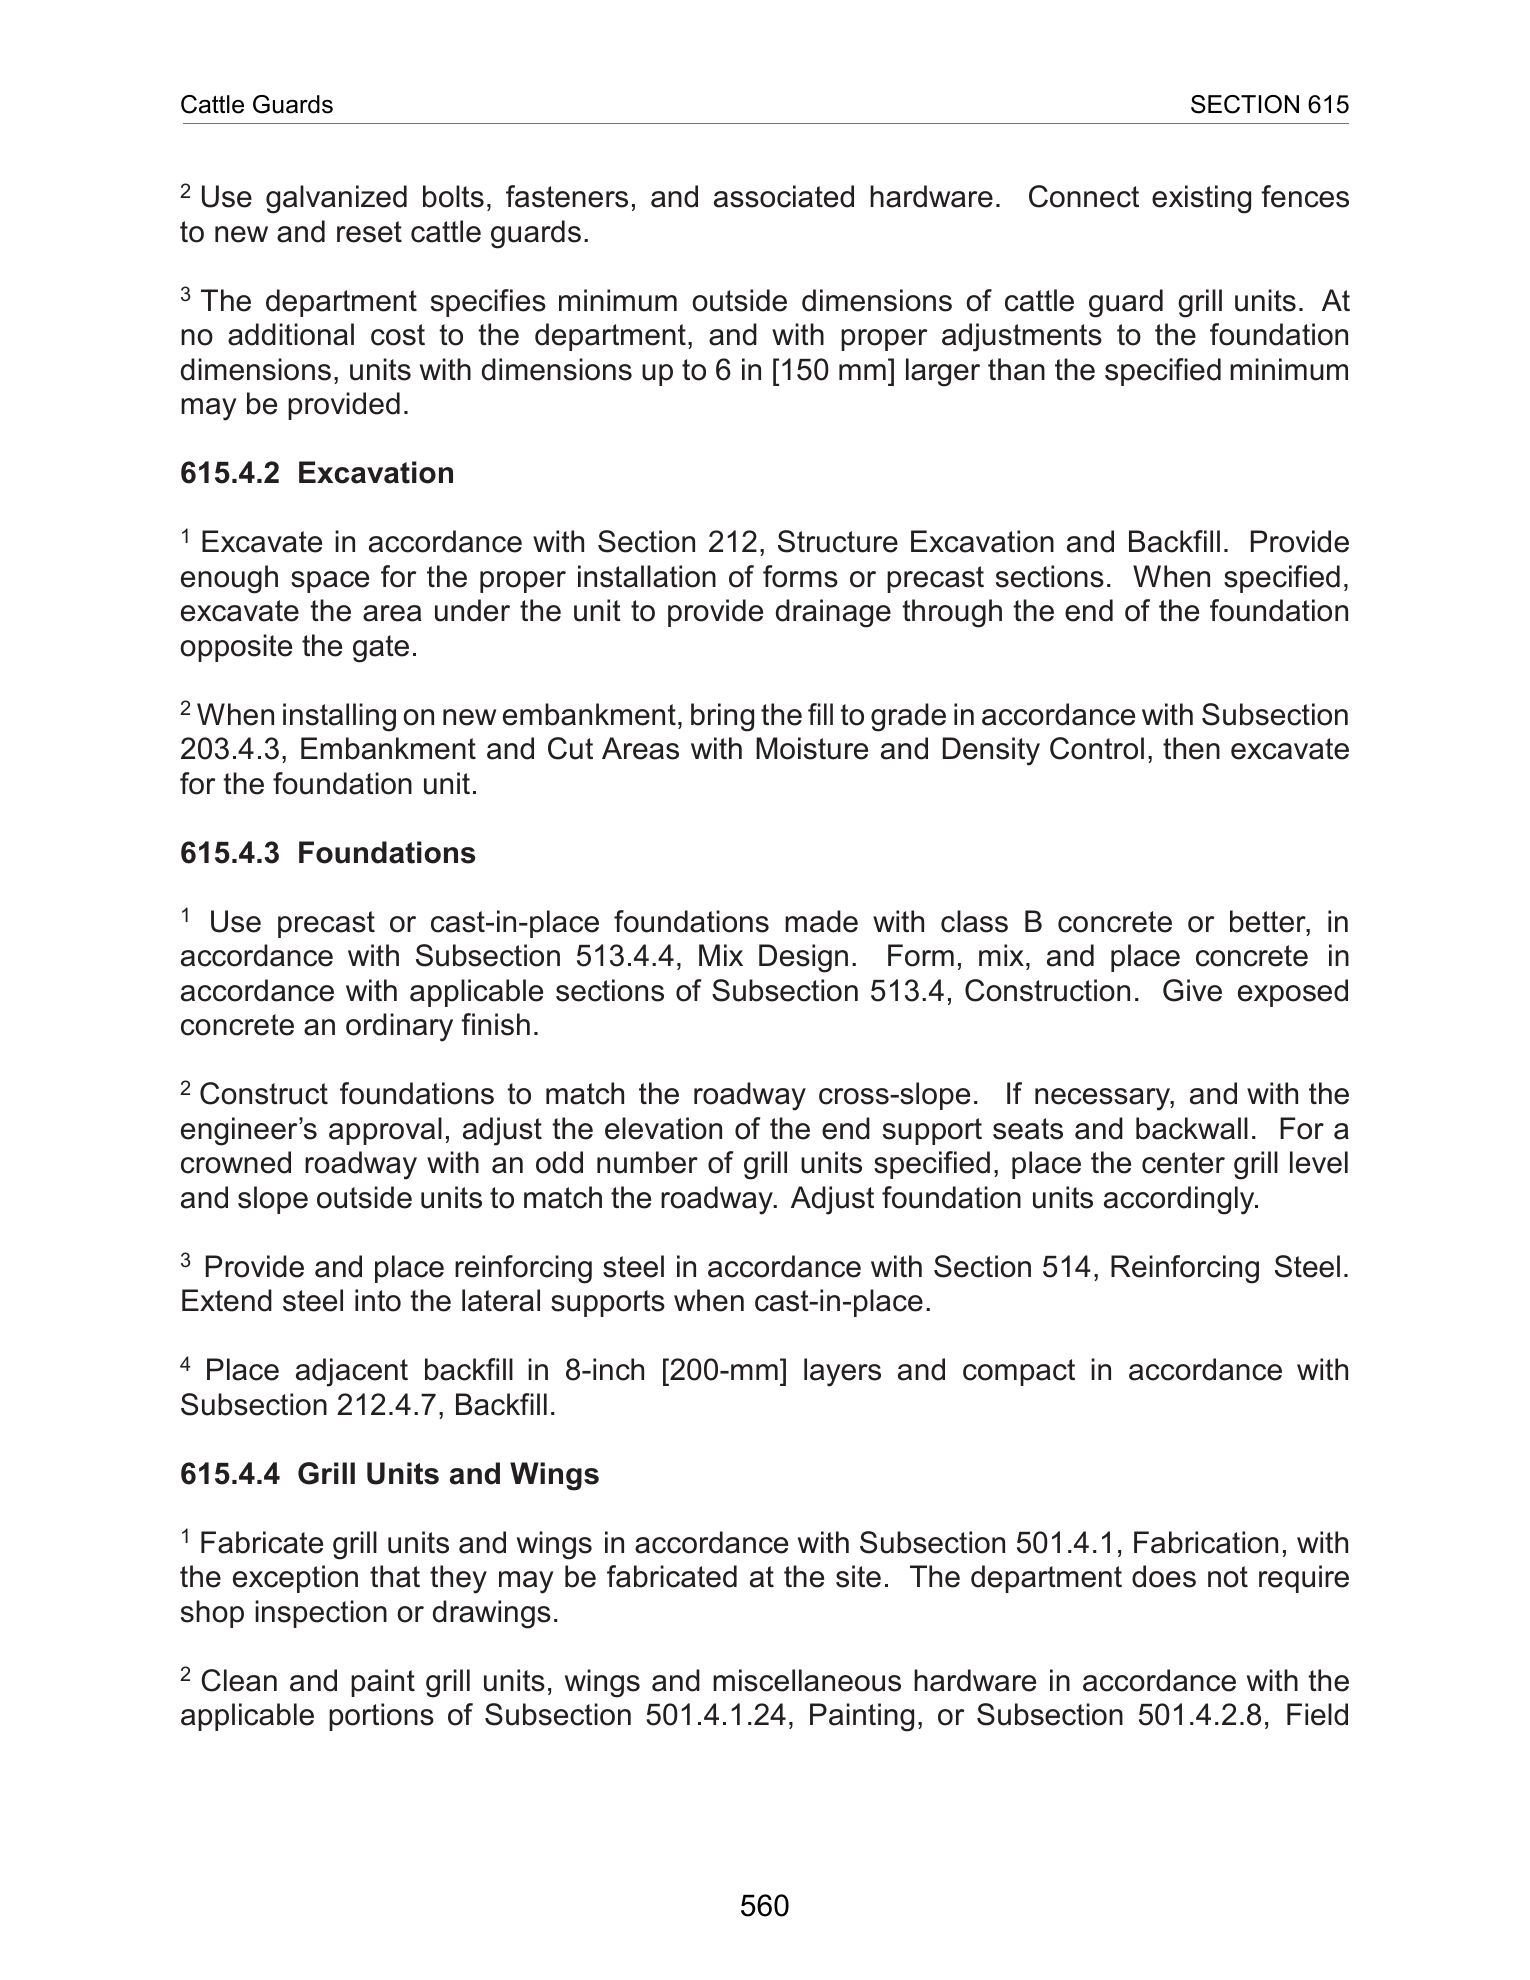 Cattle Guards SECTION 615
2 Use galvanized bolts, fasteners, and associated hardware. Connect existing fences
to new and reset cattle guards.
3 The department specifies minimum outside dimensions of cattle guard grill units. At
no additional cost to the department, and with proper adjustments to the foundation
dimensions, units with dimensions up to 6 in [150 mm] larger than the specified minimum
may be provided.
615.4.2 Excavation
1 Excavate in accordance with Section 212, Structure Excavation and Backfill. Provide
enough space for the proper installation of forms or precast sections. When specified,
excavate the area under the unit to provide drainage through the end of the foundation
opposite the gate.
2 When installing on new embankment, bring the fill to grade in accordance with Subsection
203.4.3, Embankment and Cut Areas with Moisture and Density Control, then excavate
for the foundation unit.
615.4.3 Foundations
1 Use precast or cast-in-place foundations made with class B concrete or better, in
accordance with Subsection 513.4.4, Mix Design. Form, mix, and place concrete in
accordance with applicable sections of Subsection 513.4, Construction. Give exposed
concrete an ordinary finish.
2 Construct foundations to match the roadway cross-slope. If necessary, and with the
engineer’s approval, adjust the elevation of the end support seats and backwall. For a
crowned roadway with an odd number of grill units specified, place the center grill level
and slope outside units to match the roadway. Adjust foundation units accordingly.
3 Provide and place reinforcing steel in accordance with Section 514, Reinforcing Steel.
Extend steel into the lateral supports when cast-in-place.
4 Place adjacent backfill in 8-inch [200-mm] layers and compact in accordance with
Subsection 212.4.7, Backfill.
615.4.4 Grill Units and Wings
1 Fabricate grill units and wings in accordance with Subsection 501.4.1, Fabrication, with
the exception that they may be fabricated at the site. The department does not require
shop inspection or drawings.
2 Clean and paint grill units, wings and miscellaneous hardware in accordance with the
applicable portions of Subsection 501.4.1.24, Painting, or Subsection 501.4.2.8, Field
560